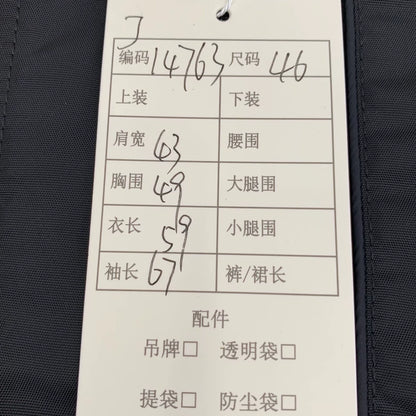 J
编码 14763 尺码 46
上装 下装
肩宽 43 腰围
胸围 49 大腿围
衣长 59 小腿围
袖长 67 裤/裙长
配件
吊牌□ 透明袋□
提袋□ 防尘袋□